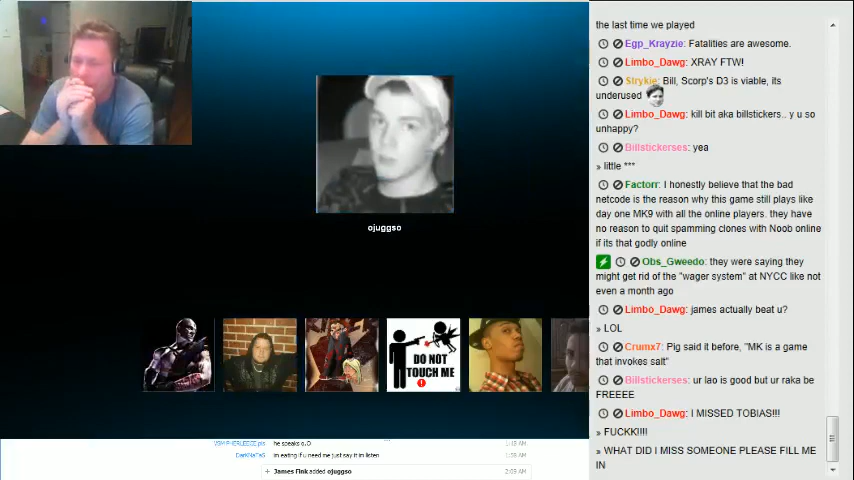 the last time we played
Egp_Krayzie: Fatalities are awesome.
Limbo_Dawg: XRAY FTW!
Strykie: Bill, Scorp's D3 is viable, its
underused
Limbo_Dawg: kill bit aka billstickers.. y u so
unhappy?
Billstickerses: yea
» little ***
Factorr: I honestly believe that the bad
netcode is the reason why this game still plays like
day one MK9 with all the online players. they have
no reason to quit spamming clones with Noob online
if its that godly online
Obs_Gweedo: they were saying they
might get rid of the "wager system" at NYCC like not
even a month ago
Limbo_Dawg: james actually beat u?
» LOL
Crumx7: Pig said it before, "MK is a game
that invokes salt"
Billstickerses: ur lao is good but ur raka be
FREEEE
Limbo_Dawg: I MISSED TOBIAS!!!
» FUCKK!!!!
» WHAT DID I MISS SOMEONE PLEASE FILL ME
IN
ojuggso
DO NOT
TOUCH ME
he speaks o.O
DarkNaTaS im eating if u need me just say it im listen
James Fink added ojuggso 2:09 AM